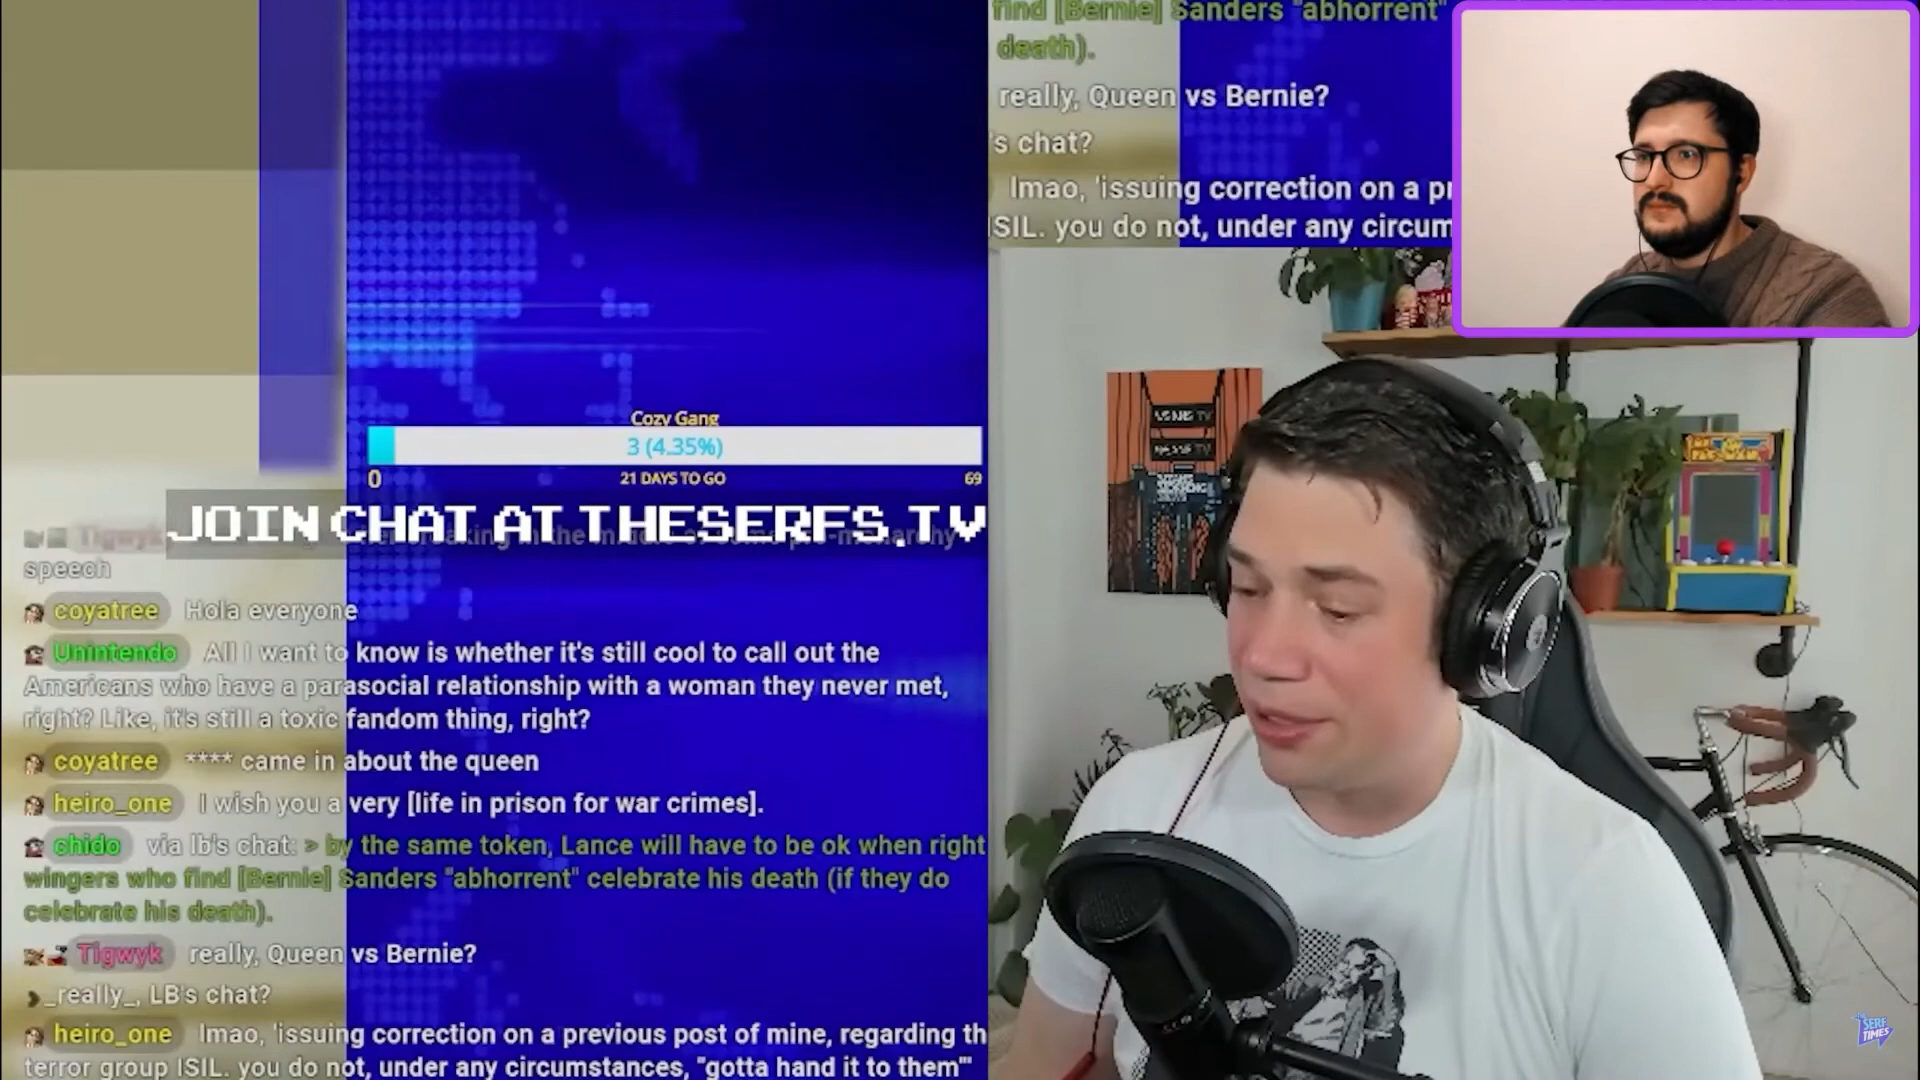 Cozy Gang
3 (4.35%)
0
21 DAYS TO GO
69
JOIN CHAT AT THESERFS.TV
Tigwyk
speech
coyatree Hola everyone
Unintendo All I want to know is whether it's still cool to call out the
Americans who have a parasocial relationship with a woman they never met,
right? Like, it's still a toxic fandom thing, right?
coyatree **** came in about the queen
heiro_one I wish you a very [life in prison for war crimes].
chido via lb's chat: > by the same token, Lance will have to be ok when right
wingers who find [Bernie] Sanders "abhorrent" celebrate his death (if they do
celebrate his death).
Tigwyk really, Queen vs Bernie?
_really_, LB's chat?
heiro_one lmao, 'issuing correction on a previous post of mine, regarding th
terror group ISIL. you do not, under any circumstances, "gotta hand it to them"'
find [Bernie] Sanders "abhorrent"
death).
really, Queen vs Bernie?
's chat?
lmao, 'issuing correction on a pr
ISIL. you do not, under any circum
SERF
TIMES